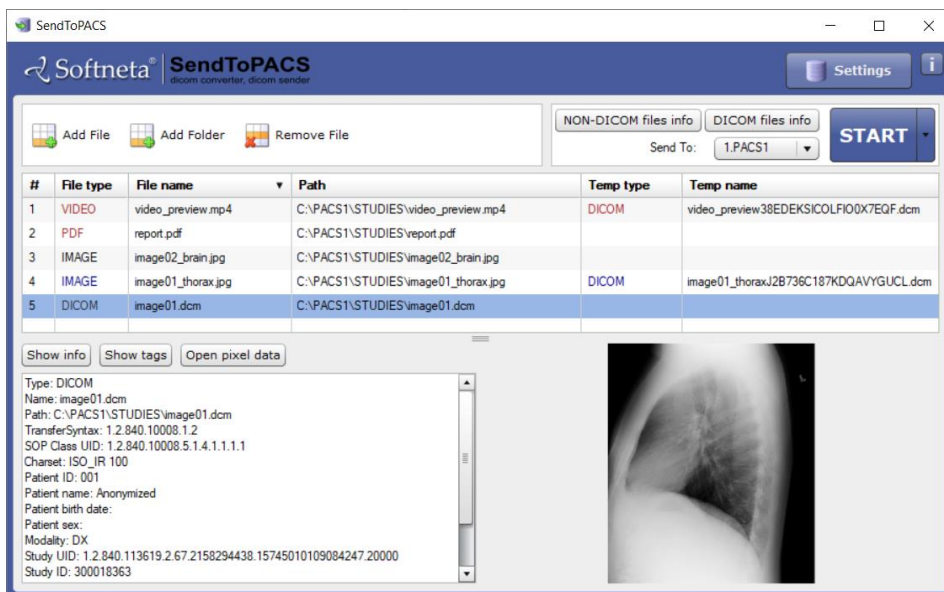 SendToPACS
Softneta® SendToPACS
dicom converter, dicom sender
Settings
i
Add File Add Folder Remove File
NON-DICOM files info DICOM files info
Send To: 1.PACS1
START
# File type File name Path Temp type Temp name
1 VIDEO video_preview.mp4 C:\PACS1\STUDIES\video_preview.mp4 DICOM video_preview38EDEKSICOLFIO0X7EQF.dcm
2 PDF report.pdf C:\PACS1\STUDIES\report.pdf
3 IMAGE image02_brain.jpg C:\PACS1\STUDIES\image02_brain.jpg
4 IMAGE image01_thorax.jpg C:\PACS1\STUDIES\image01_thorax.jpg DICOM image01_thoraxJ2B736C187KDQAVYGUCL.dcm
5 DICOM image01.dcm C:\PACS1\STUDIES\image01.dcm
Show info Show tags Open pixel data
Type: DICOM
Name: image01.dcm
Path: C:\PACS1\STUDIES\image01.dcm
TransferSyntax: 1.2.840.10008.1.2
SOP Class UID: 1.2.840.10008.5.1.4.1.1.1.1
Charset: ISO_IR 100
Patient ID: 001
Patient name: Anonymized
Patient birth date:
Patient sex:
Modality: DX
Study UID: 1.2.840.113619.2.67.2158294438.15745010109084247.20000
Study ID: 300018363